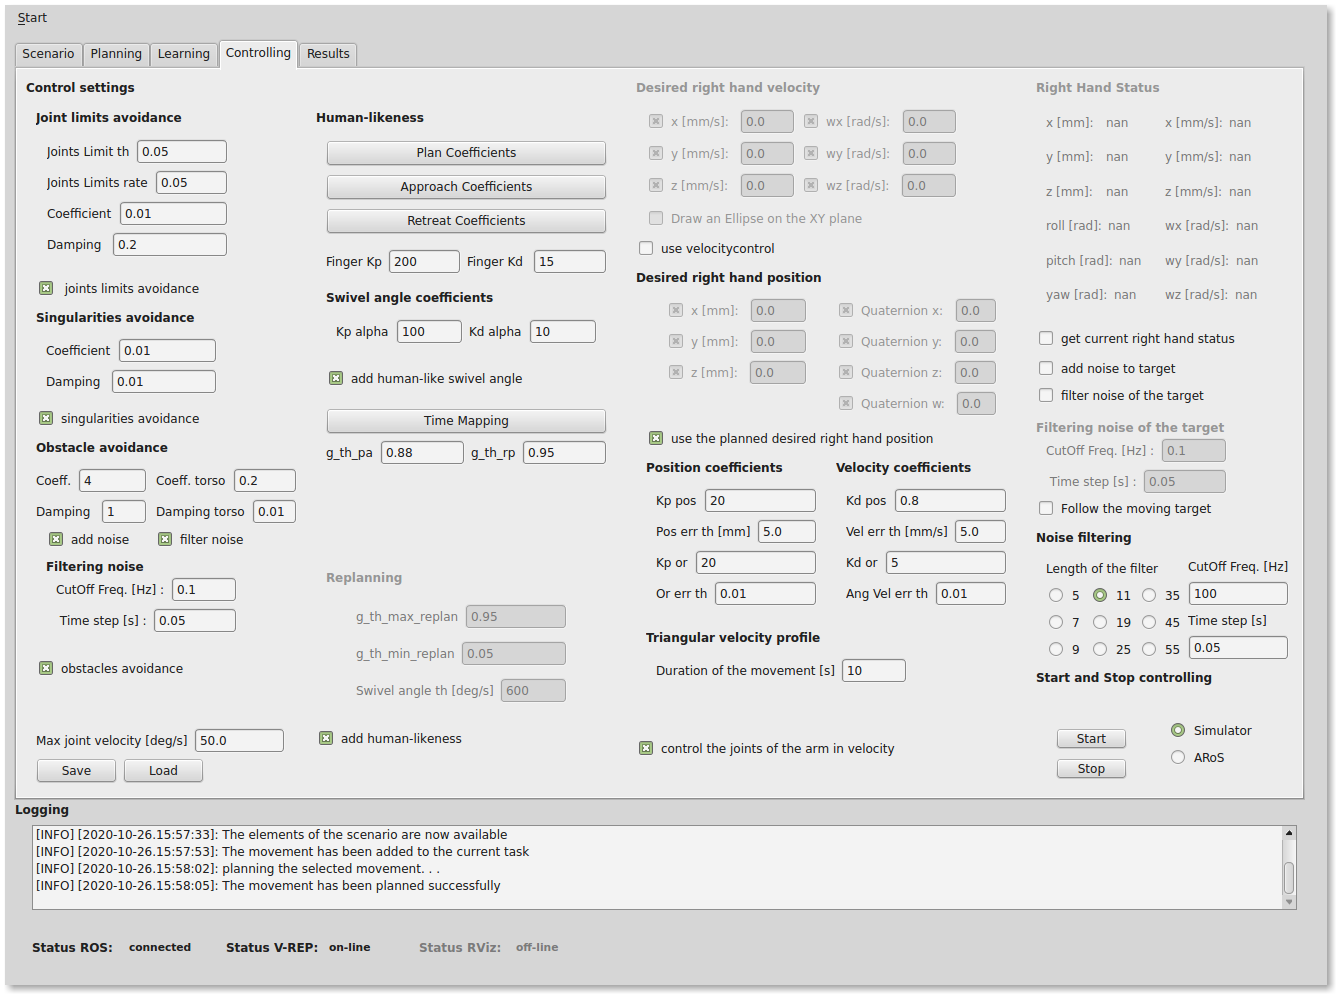 Start
Scenario Planning Learning Controlling Results
Control settings
Joint limits avoidance
Joints Limit th 0.05
Joints Limits rate 0.05
Coefficient 0.01
Damping 0.2
joints limits avoidance
Singularities avoidance
Coefficient 0.01
Damping 0.01
singularities avoidance
Obstacle avoidance
Coeff. 4 Coeff. torso 0.2
Damping 1 Damping torso 0.01
add noise filter noise
Filtering noise
CutOff Freq. [Hz] : 0.1
Time step [s] : 0.05
obstacles avoidance
Max joint velocity [deg/s] 50.0
Save Load
Human-likeness
Plan Coefficients
Approach Coefficients
Retreat Coefficients
Finger Kp 200 Finger Kd 15
Swivel angle coefficients
Kp alpha 100 Kd alpha 10
add human-like swivel angle
Time Mapping
g_th_pa 0.88 g_th_rp 0.95
Replanning
g_th_max_replan 0.95
g_th_min_replan 0.05
Swivel angle th [deg/s] 600
add human-likeness
Desired right hand velocity
x [mm/s]: 0.0 wx [rad/s]: 0.0
y [mm/s]: 0.0 wy [rad/s]: 0.0
z [mm/s]: 0.0 wz [rad/s]: 0.0
Draw an Ellipse on the XY plane
use velocitycontrol
Desired right hand position
x [mm]: 0.0 Quaternion x: 0.0
y [mm]: 0.0 Quaternion y: 0.0
z [mm]: 0.0 Quaternion z: 0.0
Quaternion w: 0.0
use the planned desired right hand position
Position coefficients Velocity coefficients
Kp pos 20 Kd pos 0.8
Pos err th [mm] 5.0 Vel err th [mm/s] 5.0
Kp or 20 Kd or 5
Or err th 0.01 Ang Vel err th 0.01
Triangular velocity profile
Duration of the movement [s] 10
control the joints of the arm in velocity
Right Hand Status
x [mm]: nan x [mm/s]: nan
y [mm]: nan y [mm/s]: nan
z [mm]: nan z [mm/s]: nan
roll [rad]: nan wx [rad/s]: nan
pitch [rad]: nan wy [rad/s]: nan
yaw [rad]: nan wz [rad/s]: nan
get current right hand status
add noise to target
filter noise of the target
Filtering noise of the target
CutOff Freq. [Hz] : 0.1
Time step [s] : 0.05
Follow the moving target
Noise filtering
Length of the filter CutOff Freq. [Hz]
5 11 35 100
7 19 45 Time step [s]
9 25 55 0.05
Start and Stop controlling
Start Simulator
Stop ARoS
Logging
[INFO] [2020-10-26.15:57:33]: The elements of the scenario are now available
[INFO] [2020-10-26.15:57:53]: The movement has been added to the current task
[INFO] [2020-10-26.15:58:02]: planning the selected movement. . .
[INFO] [2020-10-26.15:58:05]: The movement has been planned successfully
Status ROS: connected Status V-REP: on-line Status RViz: off-line